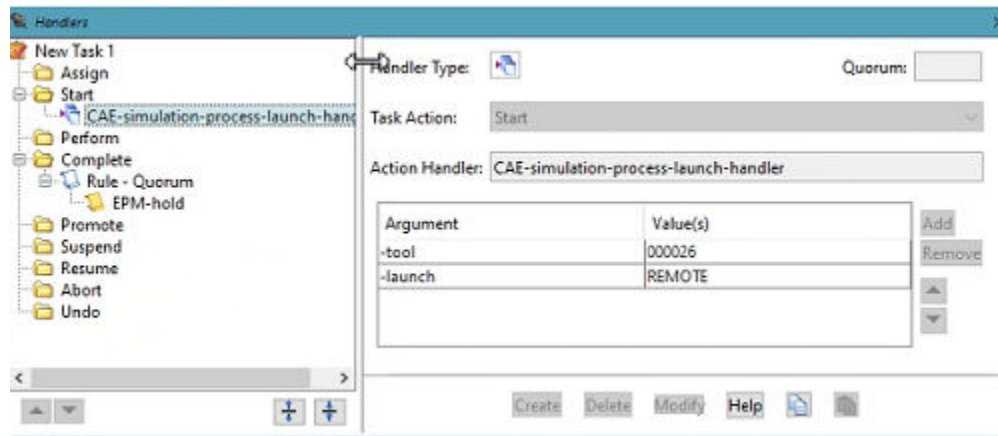 Handlers
New Task 1
Assign
Start
CAE-simulation-process-launch-hand
Perform
Complete
Rule - Quorum
EPM-hold
Promote
Suspend
Resume
Abort
Undo
Handler Type:
Quorum:
Task Action:
Start
Action Handler:
CAE-simulation-process-launch-handler
Argument Value(s)
-tool 000026
-launch REMOTE
Add
Remove
Create Delete Modify Help